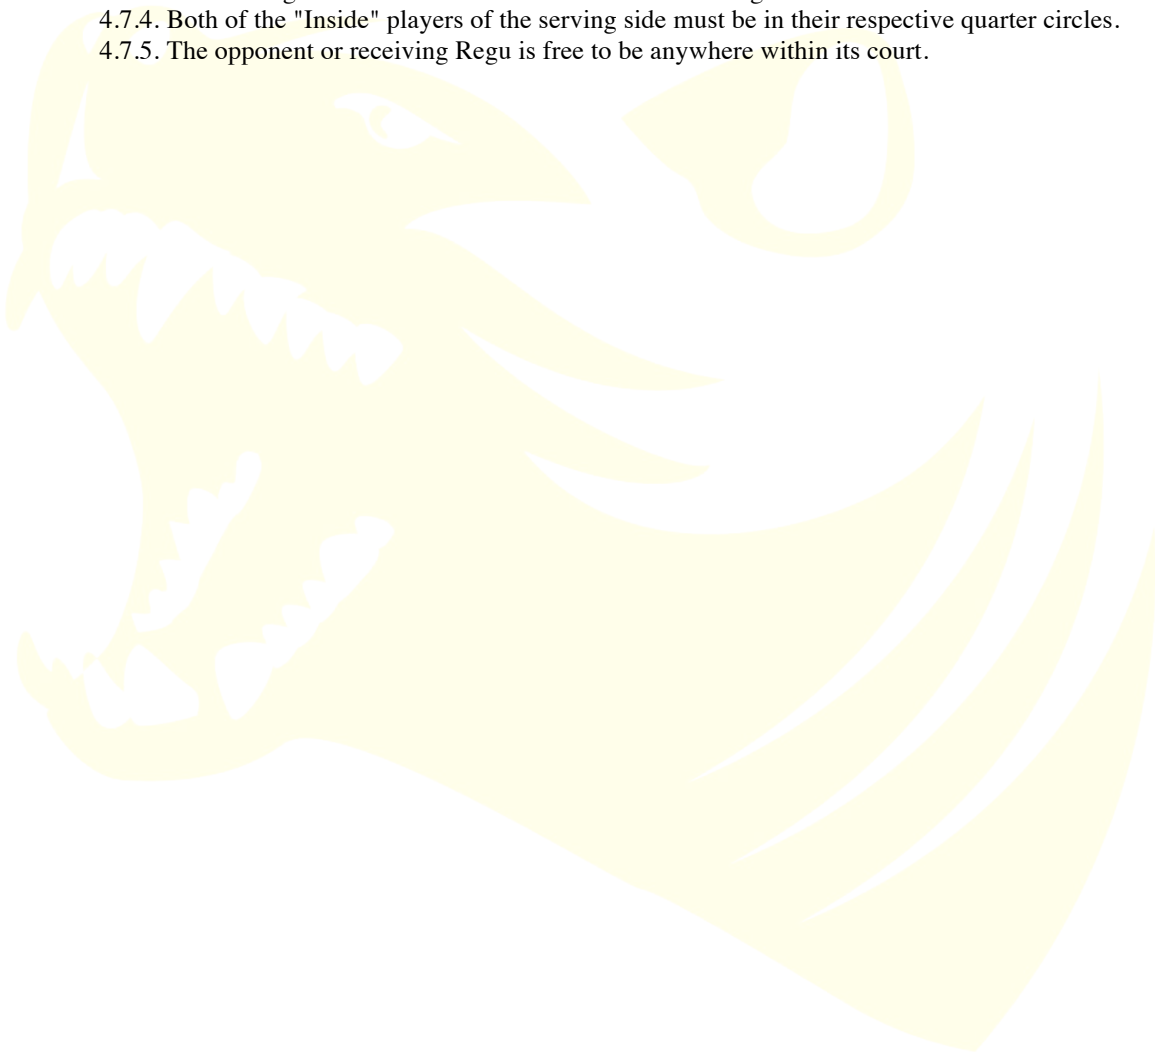 4.7.4. Both of the "Inside" players of the serving side must be in their respective quarter circles.
4.7.5. The opponent or receiving Regu is free to be anywhere within its court.